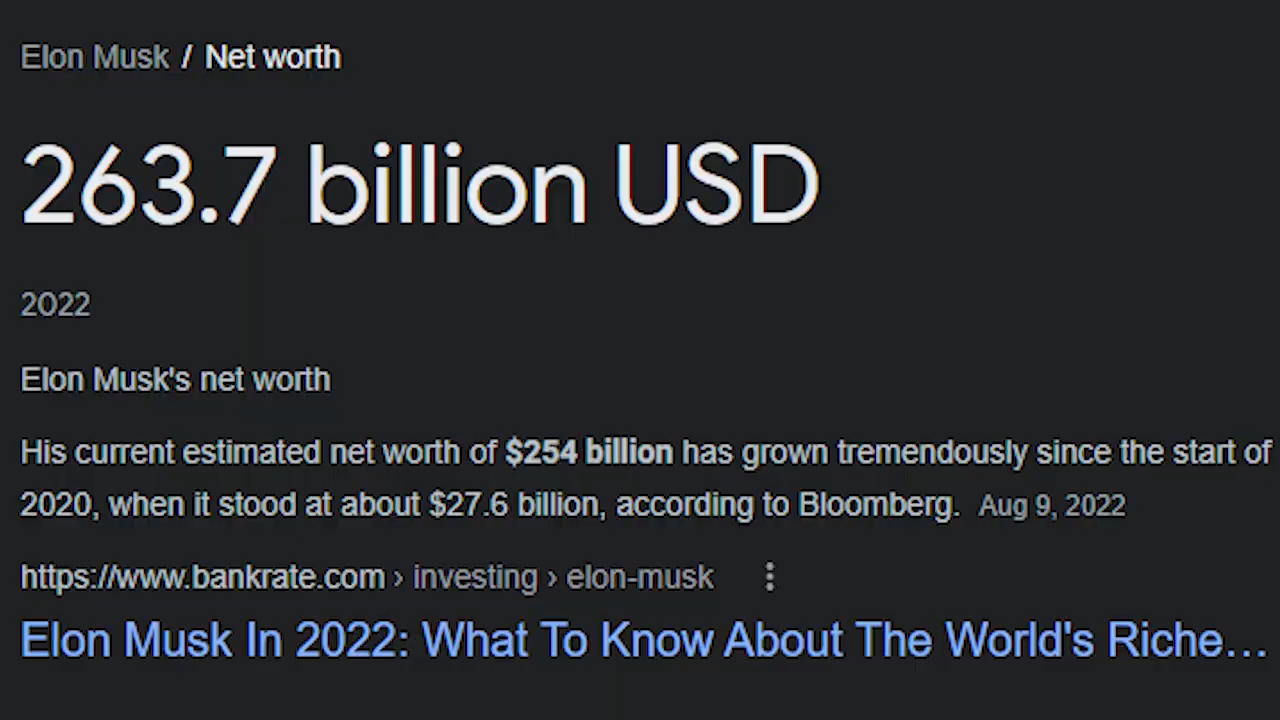 Elon Musk / Net worth
263.7 billion USD
2022
Elon Musk's net worth
His current estimated net worth of $254 billion has grown tremendously since the start of
2020, when it stood at about $27.6 billion, according to Bloomberg. Aug 9, 2022
https://www.bankrate.com › investing › elon-musk
Elon Musk In 2022: What To Know About The World's Riche...